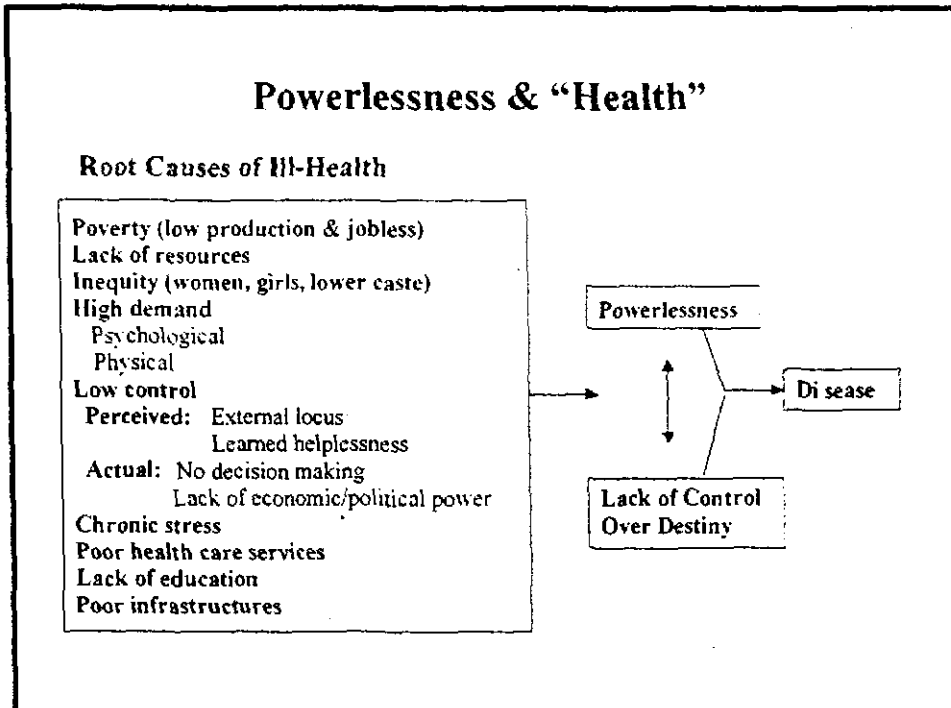 Powerlessness & “Health”
Root Causes of Ill-Health
Poverty (low production & jobless)
Lack of resources
Inequity (women, girls, lower caste)
High demand
Psychological
Physical
Low control
Perceived: External locus
Learned helplessness
Actual: No decision making
Lack of economic/political power
Chronic stress
Poor health care services
Lack of education
Poor infrastructures
Powerlessness
Di sease
Lack of Control
Over Destiny